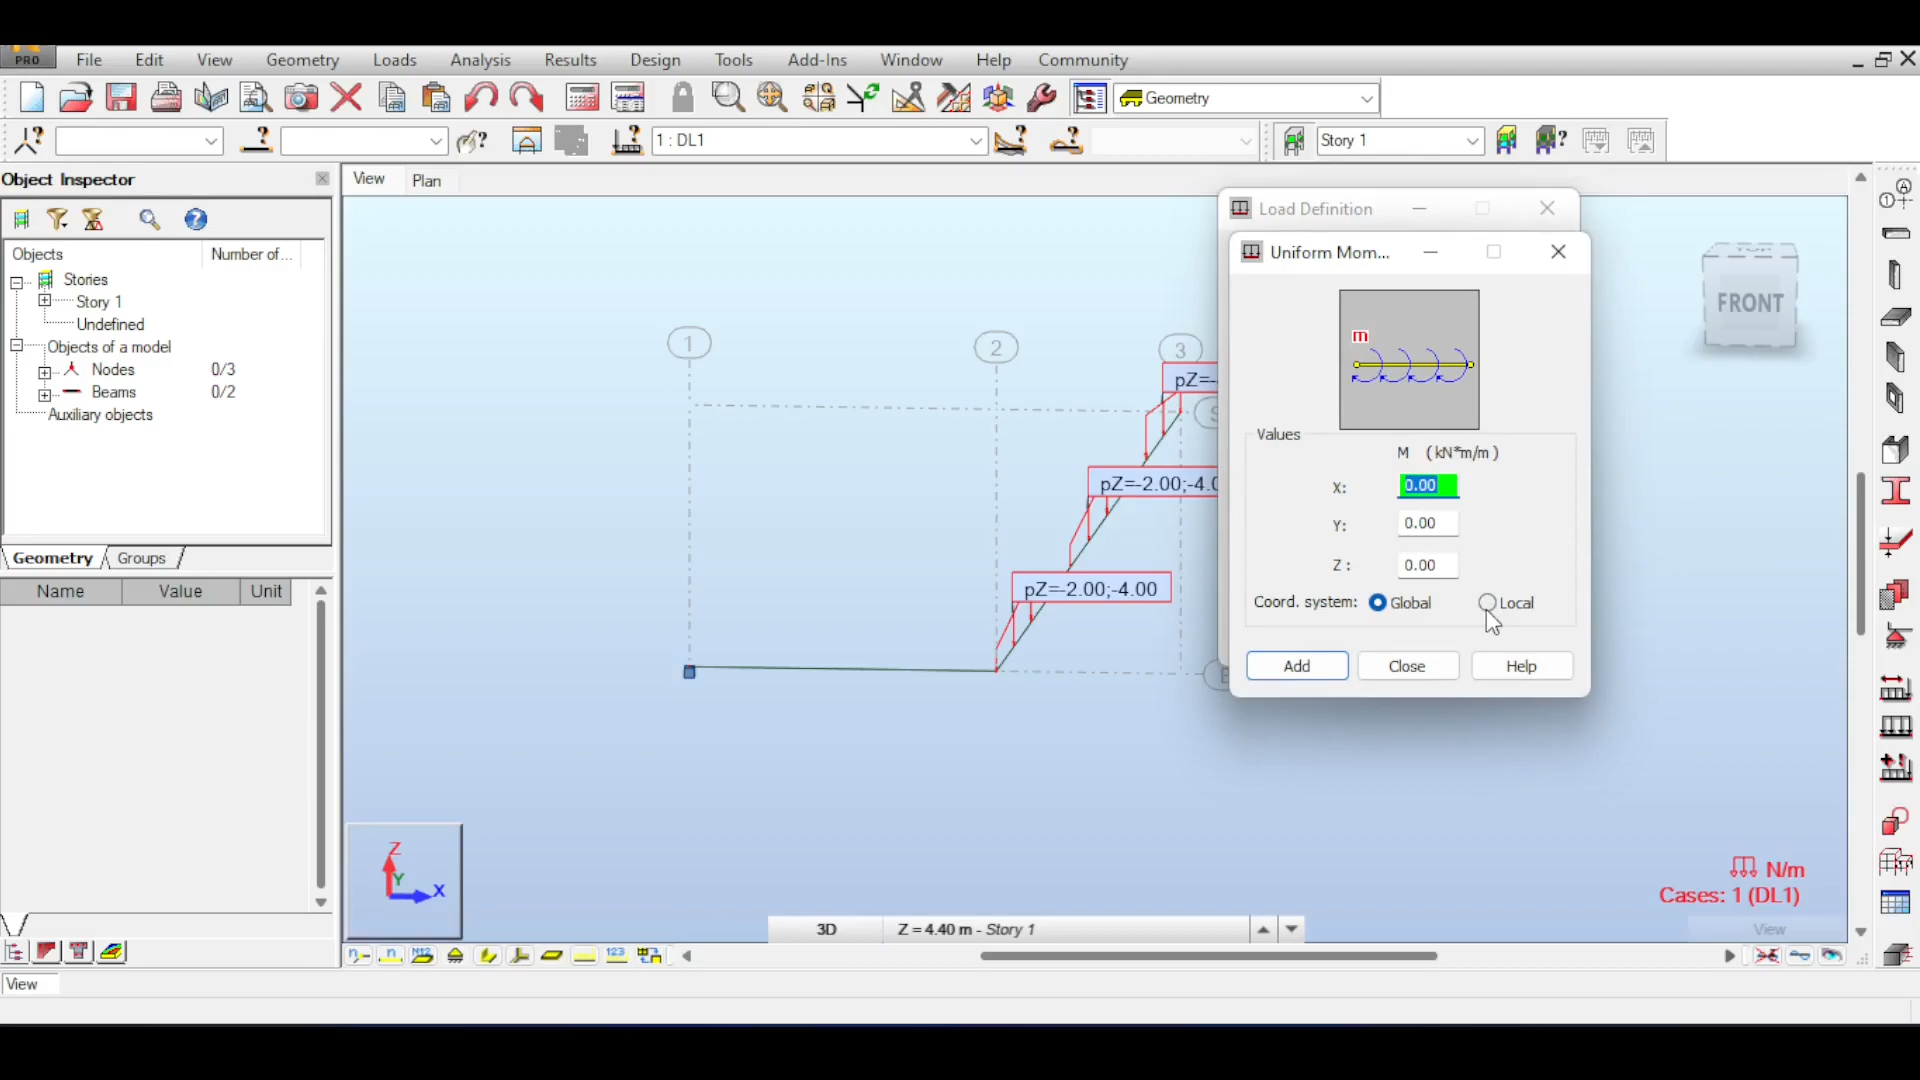 PRO File Edit View Geometry Loads Analysis Results Design Tools Add-Ins Window Help Community
Geometry
1 : DL1
Story 1
Object Inspector
View Plan
Load Definition
Uniform Mom...
Objects Number of...
Stories
Story 1
Undefined
Objects of a model
Nodes 0/3
Beams 0/2
Auxiliary objects
Geometry Groups
Name Value Unit
1 2 3
pZ=-
pZ=-2.00;-4.0
pZ=-2.00;-4.00
TOP
FRONT
m
Values
M (kN*m/m)
X: 0.00
Y: 0.00
Z : 0.00
Coord. system: Global Local
Add Close Help
Z
Y
X
N/m
Cases: 1 (DL1)
3D Z = 4.40 m - Story 1
View
View